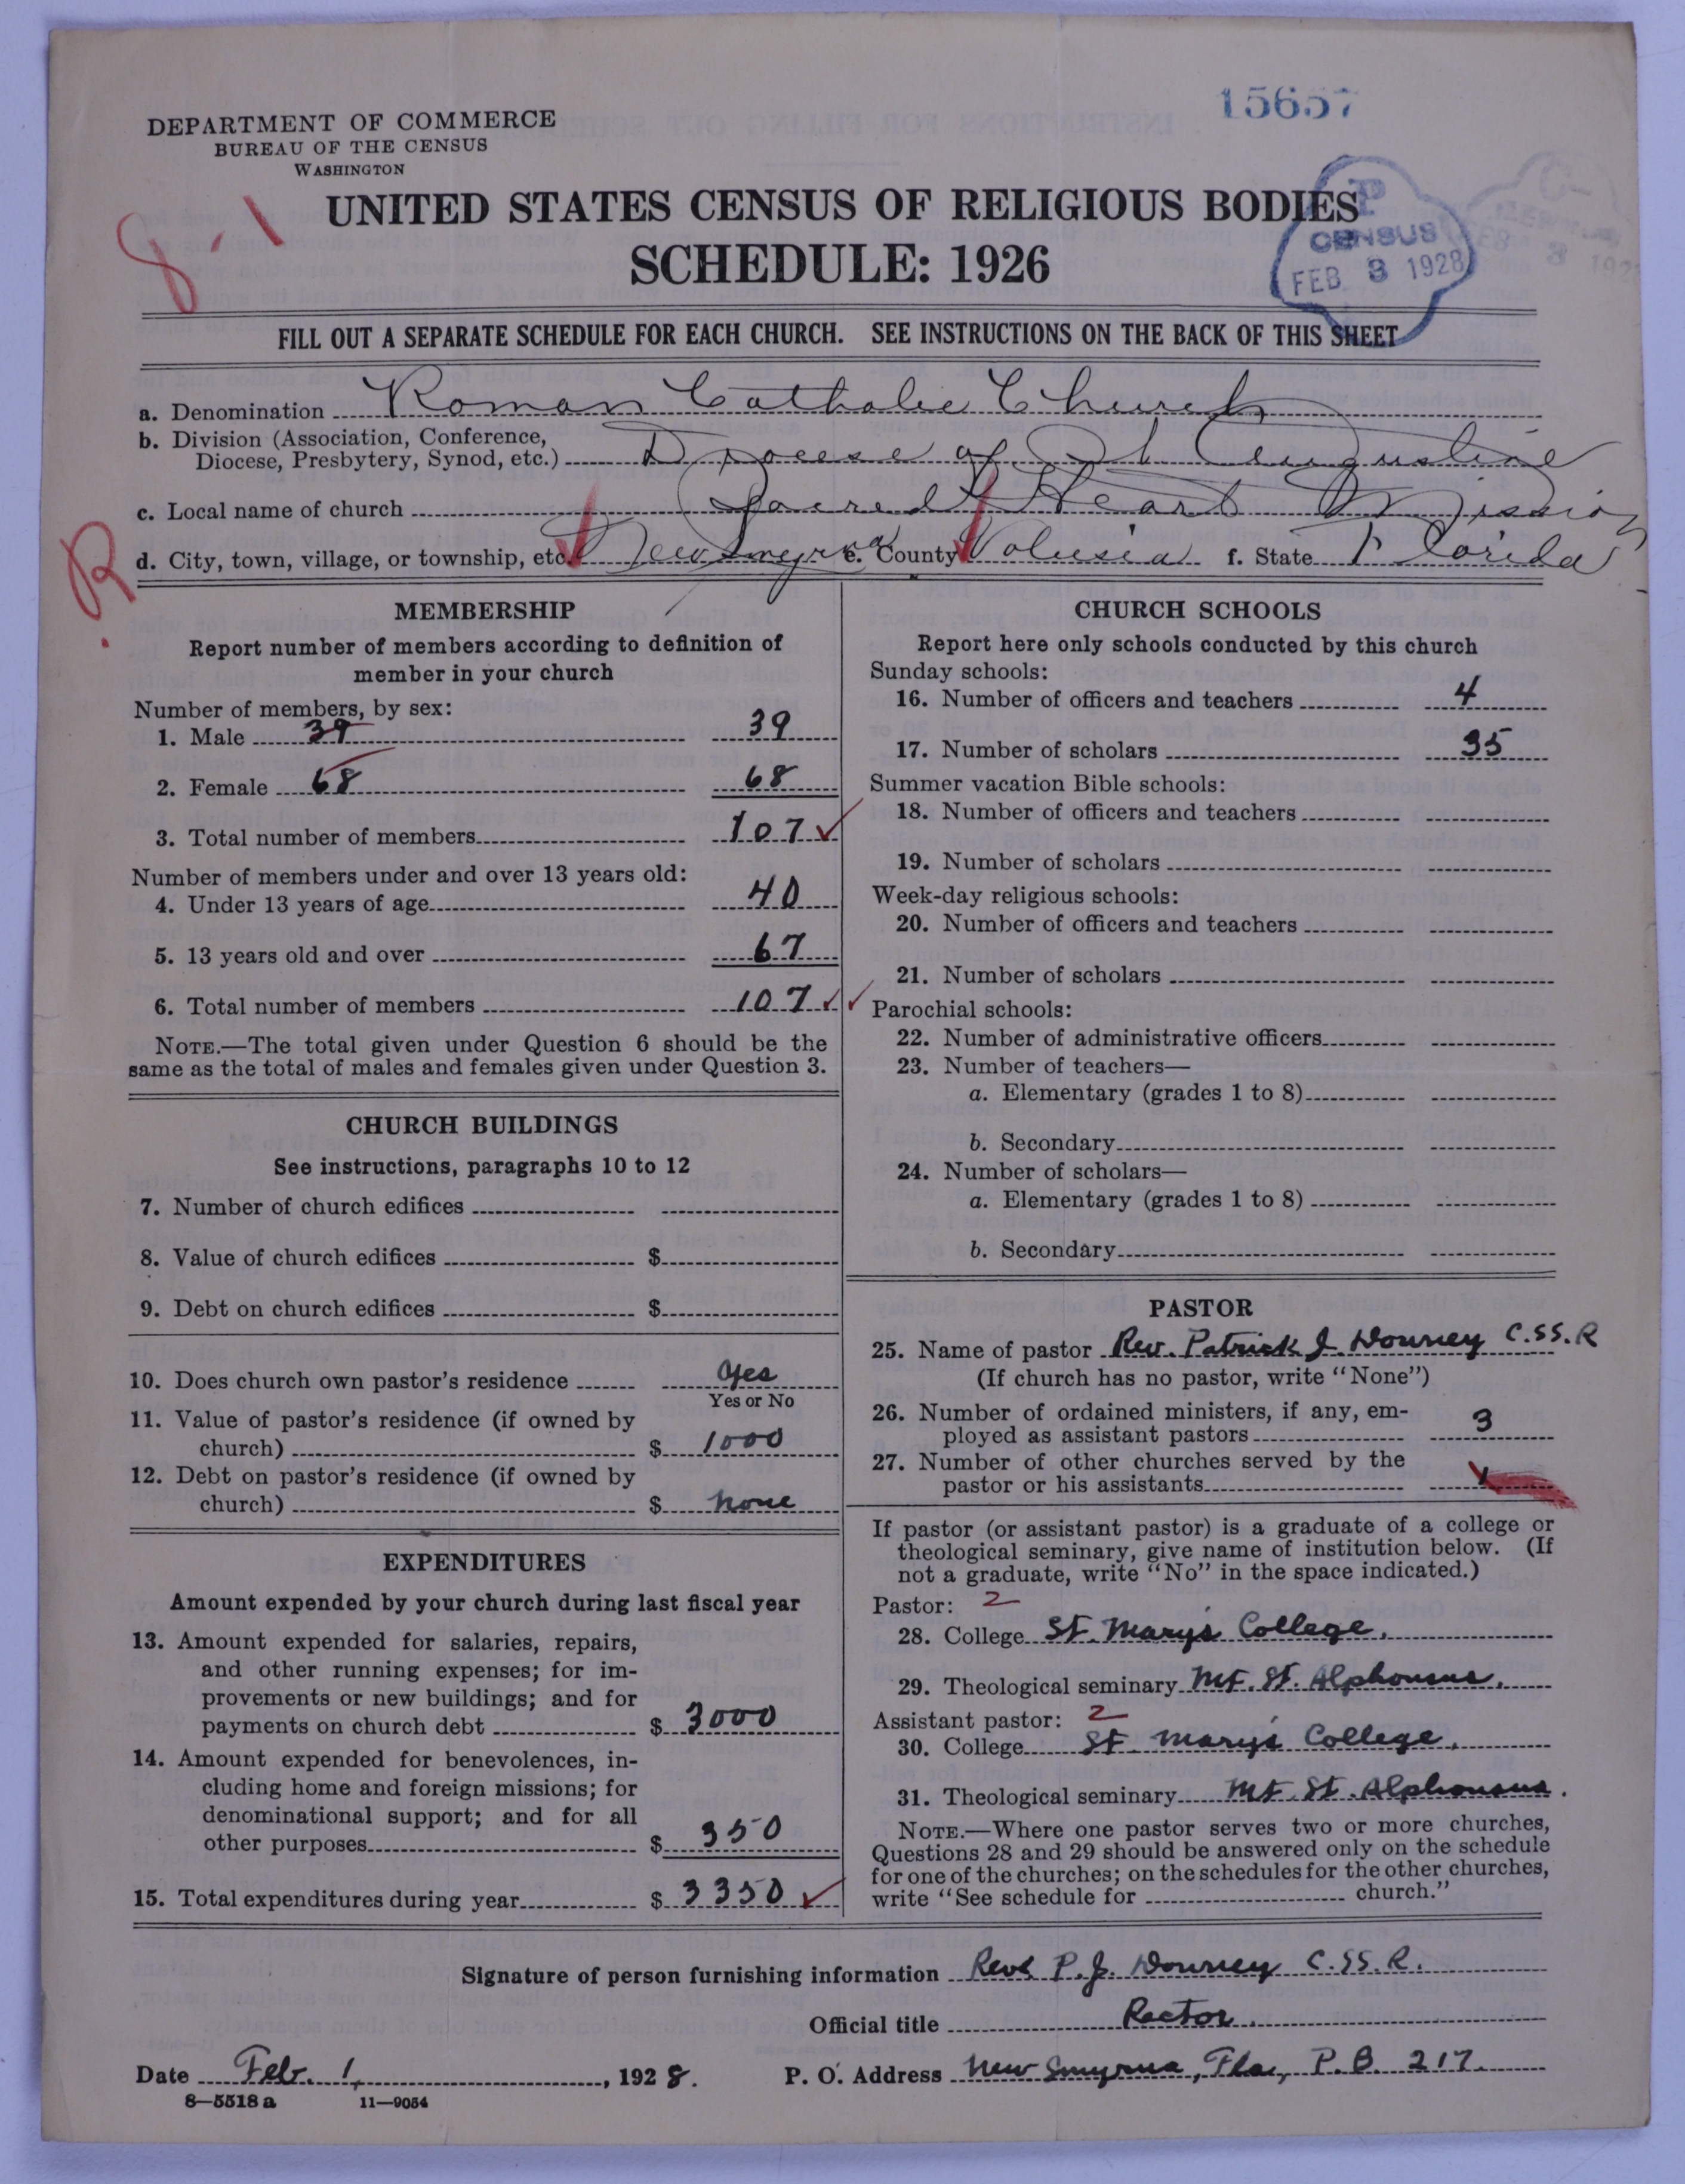 15657
DEPARTMENT OF COMMERCE
BUREAU OF THE CENSUS
WASHINGTON
8-1
UNITED STATES CENSUS OF RELIGIOUS BODIES
SCHEDULE: 1926
P
CENSUS
FEB 3 1928
FILL OUT A SEPARATE SCHEDULE FOR EACH CHURCH. SEE INSTRUCTIONS ON THE BACK OF THIS SHEET
a. Denomination Roman Catholic Church
b. Division (Association, Conference,
Diocese, Presbytery, Synod, etc.) Diocese of St Augustine
c. Local name of church Sacred Heart Mission
R
d. City, town, village, or township, etc. New Smyrna e. County Volusia f. State Florida
MEMBERSHIP
Report number of members according to definition of
member in your church
Number of members, by sex:
1. Male 39 39
2. Female 68 68
3. Total number of members 107
Number of members under and over 13 years old:
4. Under 13 years of age 40
5. 13 years old and over 67
6. Total number of members 107
NOTE.—The total given under Question 6 should be the
same as the total of males and females given under Question 3.
CHURCH BUILDINGS
See instructions, paragraphs 10 to 12
7. Number of church edifices
8. Value of church edifices $
9. Debt on church edifices $
10. Does church own pastor's residence yes
Yes or No
11. Value of pastor's residence (if owned by
church) $ 1000
12. Debt on pastor's residence (if owned by
church) $ none
EXPENDITURES
Amount expended by your church during last fiscal year
13. Amount expended for salaries, repairs,
and other running expenses; for im-
provements or new buildings; and for
payments on church debt $ 3000
14. Amount expended for benevolences, in-
cluding home and foreign missions; for
denominational support; and for all
other purposes $ 350
15. Total expenditures during year $ 3350
CHURCH SCHOOLS
Report here only schools conducted by this church
Sunday schools:
16. Number of officers and teachers 4
17. Number of scholars 35
Summer vacation Bible schools:
18. Number of officers and teachers
19. Number of scholars
Week-day religious schools:
20. Number of officers and teachers
21. Number of scholars
Parochial schools:
22. Number of administrative officers
23. Number of teachers—
a. Elementary (grades 1 to 8)
b. Secondary
24. Number of scholars—
a. Elementary (grades 1 to 8)
b. Secondary
PASTOR
25. Name of pastor Rev. Patrick J. Downey C.SS.R
(If church has no pastor, write "None")
26. Number of ordained ministers, if any, em-
ployed as assistant pastors 3
27. Number of other churches served by the
pastor or his assistants
If pastor (or assistant pastor) is a graduate of a college or
theological seminary, give name of institution below. (If
not a graduate, write "No" in the space indicated.)
Pastor: 2
28. College St. Mary's College,
29. Theological seminary Mt. St. Alphonsus.
Assistant pastor: 2
30. College St. Mary's College,
31. Theological seminary Mt. St. Alphonsus.
NOTE.—Where one pastor serves two or more churches,
Questions 28 and 29 should be answered only on the schedule
for one of the churches; on the schedules for the other churches,
write "See schedule for church."
Signature of person furnishing information Rev P.J. Downey C.SS.R.
Official title Rector.
Date Feb. 1, 1928. P. O. Address New Smyrna, Fla, P.B. 217.
8—5518 a 11—9054